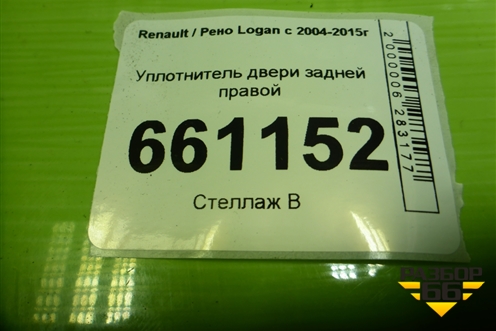 Renault / Рено Logan с 2004-2015г
Уплотнитель двери задней
правой
661152
Стеллаж В
2000006283177
РАЗБОР
66